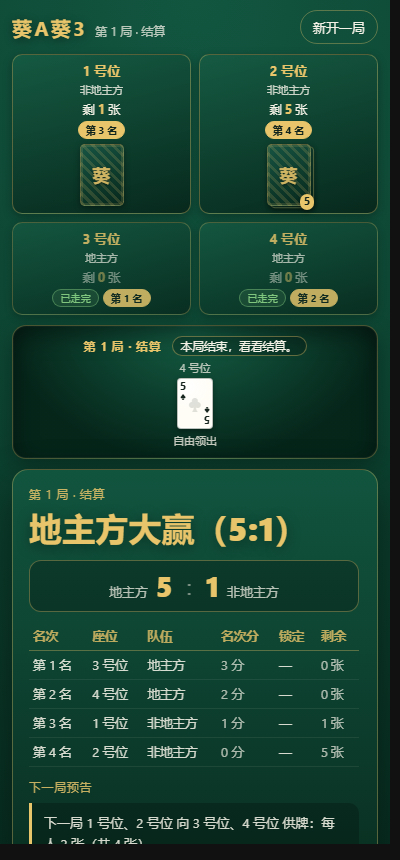 葵A葵3 第 1 局 · 结算 新开一局
1 号位
非地主方
剩 1 张
第 3 名
葵
2 号位
非地主方
剩 5 张
第 4 名
葵
5
3 号位
地主方
剩 0 张
已走完 第 1 名
4 号位
地主方
剩 0 张
已走完 第 2 名
第 1 局 · 结算 本局结束，看看结算。
4 号位
5
♠
♣
♠
5
自由领出
第 1 局 · 结算
地主方大赢（5:1）
地主方 5 : 1 非地主方
名次 座位 队伍 名次分 锁定 剩余
第 1 名 3 号位 地主方 3 分 — 0 张
第 2 名 4 号位 地主方 2 分 — 0 张
第 3 名 1 号位 非地主方 1 分 — 1 张
第 4 名 2 号位 非地主方 0 分 — 5 张
下一局预告
下一局 1 号位、2 号位 向 3 号位、4 号位 供牌：每
人 2 张（共 4 张）